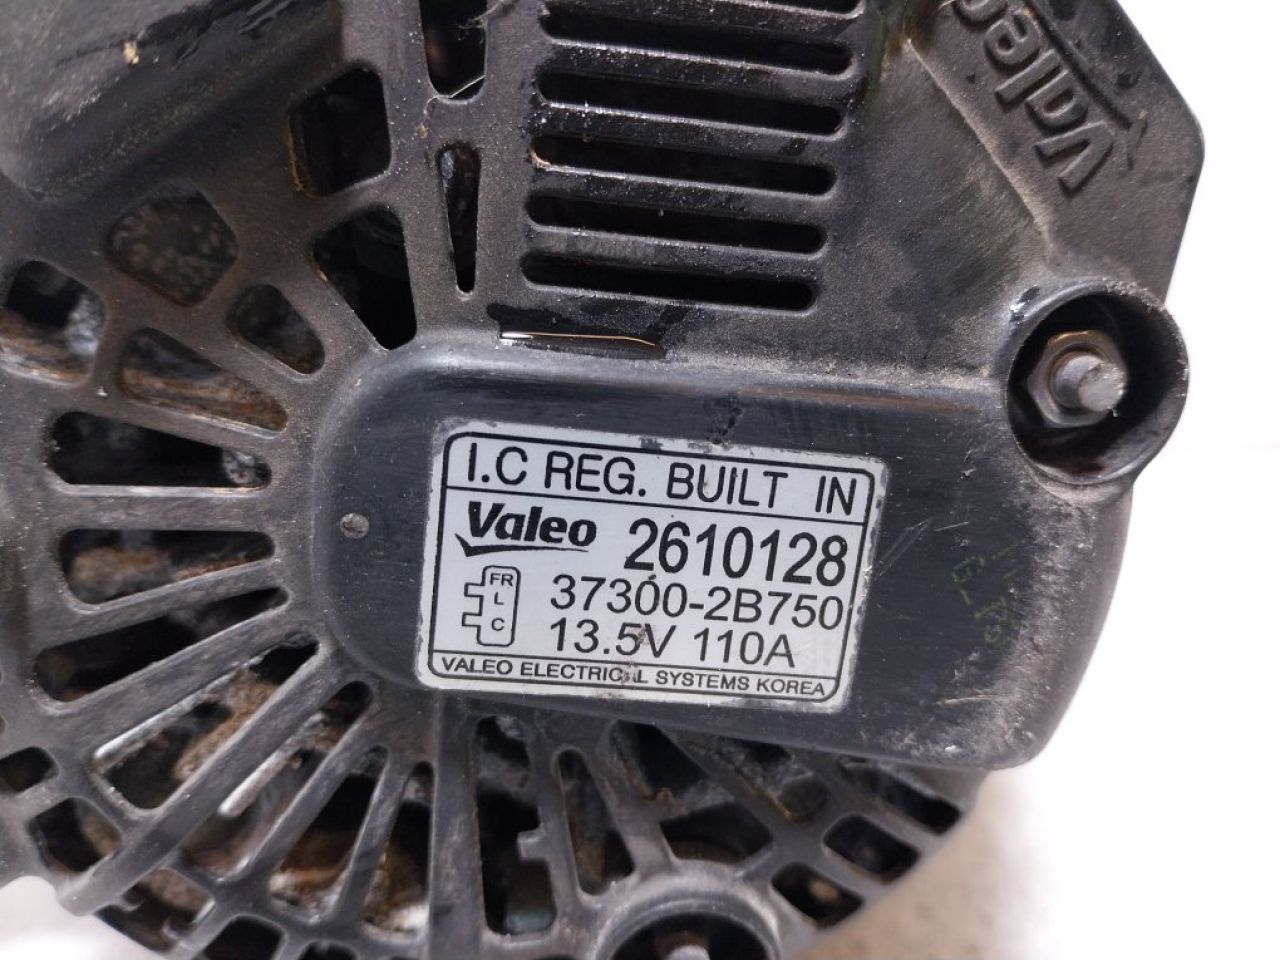 Valeo
I.C REG. BUILT IN
Valeo 2610128
FR
L
C
37300-2B750
13.5V 110A
VALEO ELECTRICAL SYSTEMS KOREA